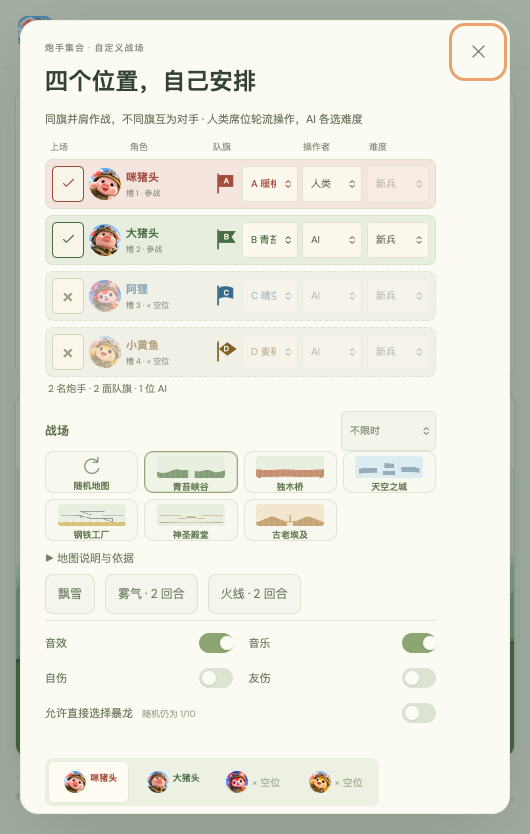 炮手集合 · 自定义战场
四个位置，自己安排
同旗并肩作战，不同旗互为对手 · 人类席位轮流操作，AI 各选难度
上场 角色 队旗 操作者 难度
咪猪头 A A 暖 人类 新兵
槽 1 · 参战
大猪头 B B 青苔 AI 新兵
槽 2 · 参战
阿狸 C C 晴空 AI 新兵
槽 3 · × 空位
小黄鱼 D D 麦 AI 新兵
槽 4 · × 空位
2 名炮手 · 2 面队旗 · 1 位 AI
战场 不限时
随机地图 青苔峡谷 独木桥 天空之城
钢铁工厂 神圣殿堂 古老埃及
▶ 地图说明与依据
飘雪 雾气 · 2 回合 火线 · 2 回合
音效 音乐
自伤 友伤
允许直接选择暴龙 随机仍为 1/10
咪猪头 大猪头 × 空位 × 空位